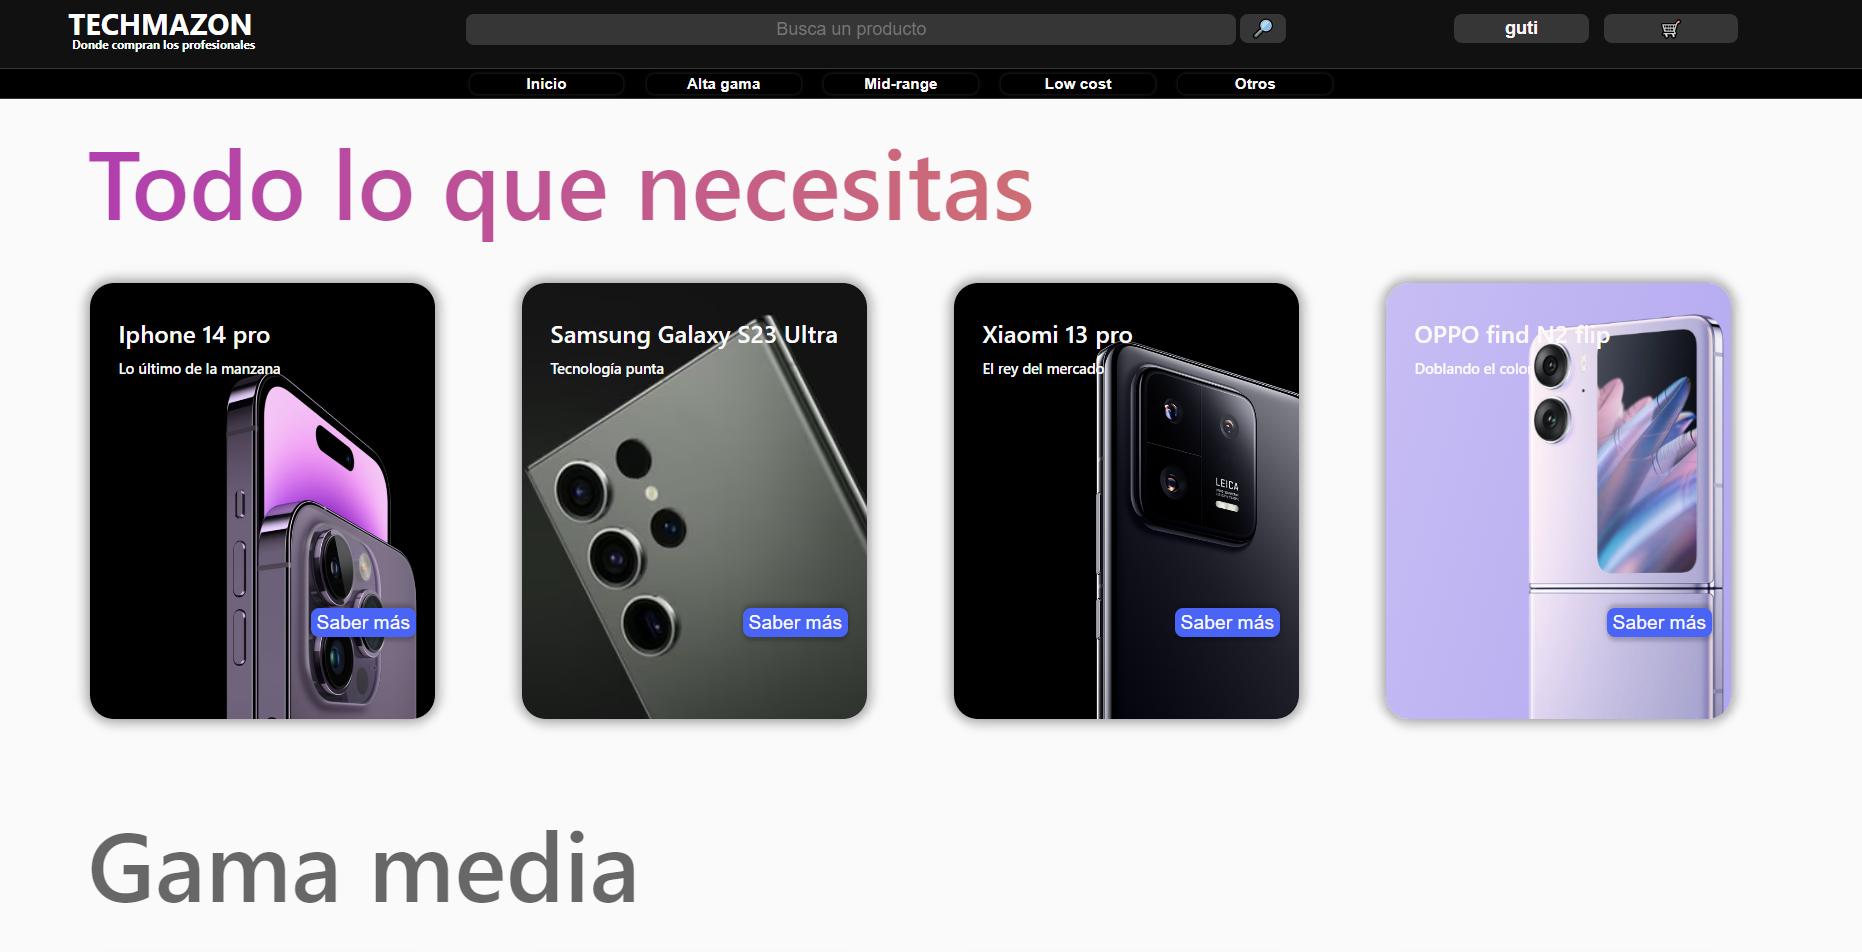 TECHMAZON
Donde compran los profesionales
Busca un producto
guti
Inicio
Alta gama
Mid-range
Low cost
Otros
Todo lo que necesitas
Iphone 14 pro
Lo último de la manzana
Saber más
Samsung Galaxy S23 Ultra
Tecnología punta
Saber más
Xiaomi 13 pro
El rey del mercado
LEICA
Saber más
OPPO find N2 flip
Doblando el color
Saber más
Gama media